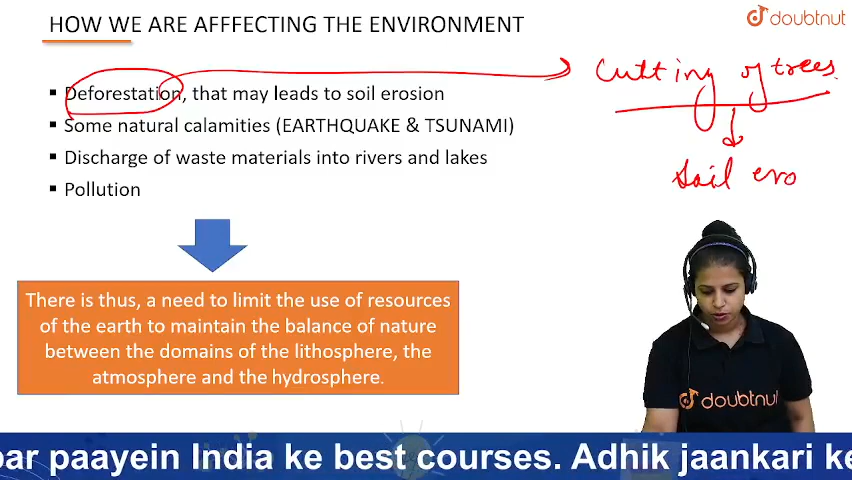 HOW WE ARE AFFFECTING THE ENVIRONMENT
doubtnut
Deforestation, that may leads to soil erosion
Cutting of trees
Some natural calamities (EARTHQUAKE & TSUNAMI)
Discharge of waste materials into rivers and lakes
Soil ero
Pollution
There is thus, a need to limit the use of resources
of the earth to maintain the balance of nature
between the domains of the lithosphere, the
atmosphere and the hydrosphere.
doubtnut
par paayein India ke best courses. Adhik jaankari ke